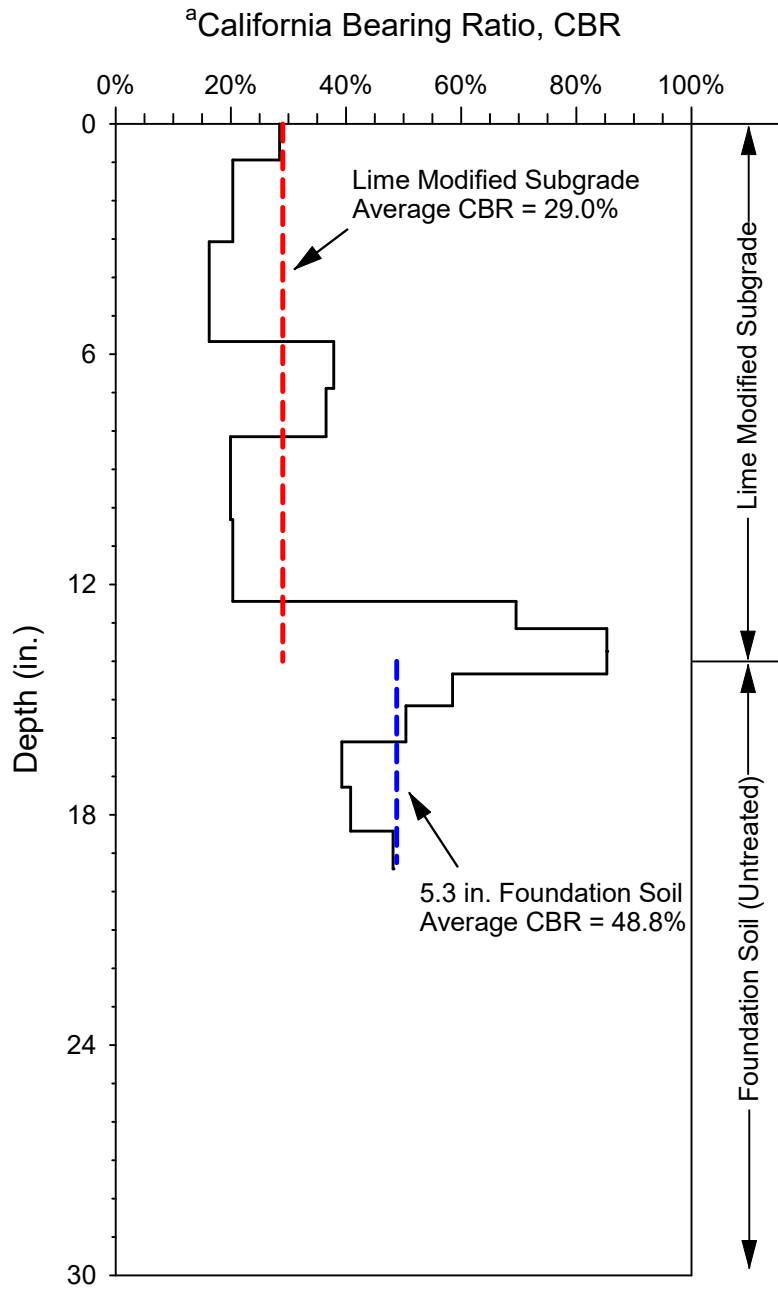 aCalifornia Bearing Ratio, CBR
0% 20% 40% 60% 80% 100%
0
Lime Modified Subgrade
Average CBR = 29.0%
6
12
18
5.3 in. Foundation Soil
Average CBR = 48.8%
24
30
Depth (in.)
Lime Modified Subgrade
Foundation Soil (Untreated)